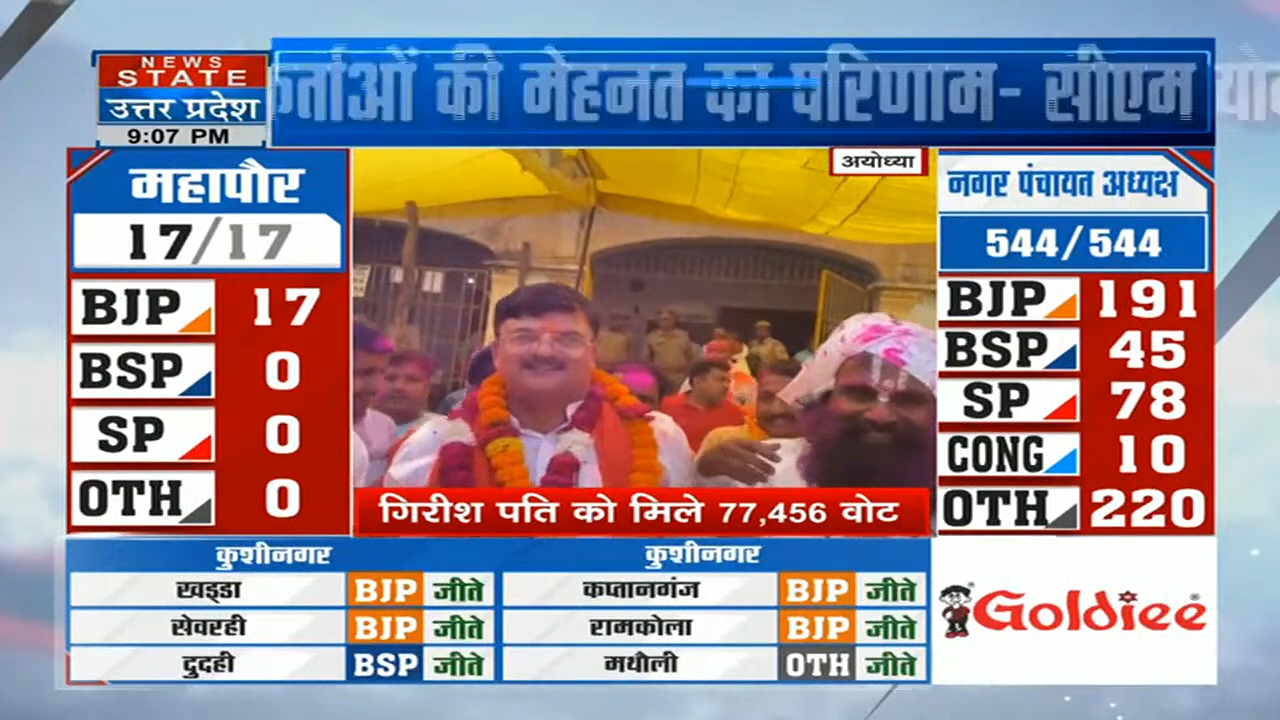 NEWS
STATE
उत्तर प्रदेश
9:07 PM
की मेहनत का परिणाम- सीएम
महापौर
17/17
BJP 17
BSP 0
SP 0
OTH 0
अयोध्या
गिरीश पति को मिले 77,456 वोट
नगर पंचायत अध्यक्ष
544/544
BJP 191
BSP 45
SP 78
CONG 10
OTH 220
कुशीनगर
खड्डा BJP जीते
सेवरही BJP जीते
दुदही BSP जीते
कुशीनगर
कप्तानगंज BJP जीते
रामकोला BJP जीते
मथौली OTH जीते
Goldiee